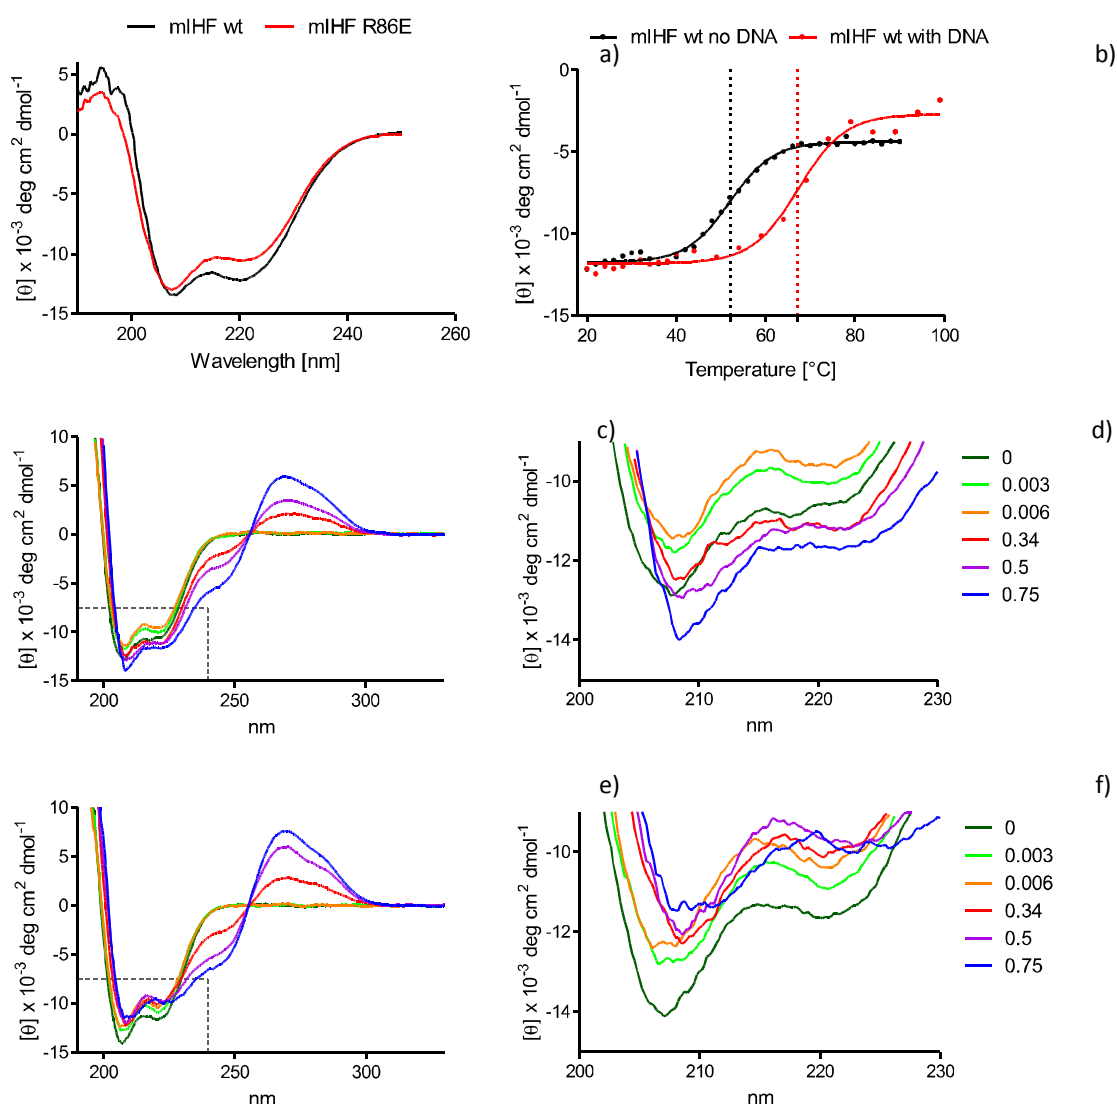 mIHF wt mIHF R86E
a)
[θ] x 10-3 deg cm2 dmol-1
5
0
-5
-10
-15
200 220 240 260
Wavelength [nm]
mIHF wt no DNA mIHF wt with DNA
b)
[θ] x 10-3 deg cm2 dmol-1
0
-5
-10
-15
20 40 60 80 100
Temperature [°C]
c)
[θ] x 10-3 deg cm2 dmol-1
10
5
0
-5
-10
-15
200 250 300
nm
d)
[θ] x 10-3 deg cm2 dmol-1
-10
-12
-14
200 210 220 230
nm
0
0.003
0.006
0.34
0.5
0.75
e)
[θ] x 10-3 deg cm2 dmol-1
10
5
0
-5
-10
-15
200 250 300
nm
f)
[θ] x 10-3 deg cm2 dmol-1
-10
-12
-14
200 210 220 230
nm
0
0.003
0.006
0.34
0.5
0.75